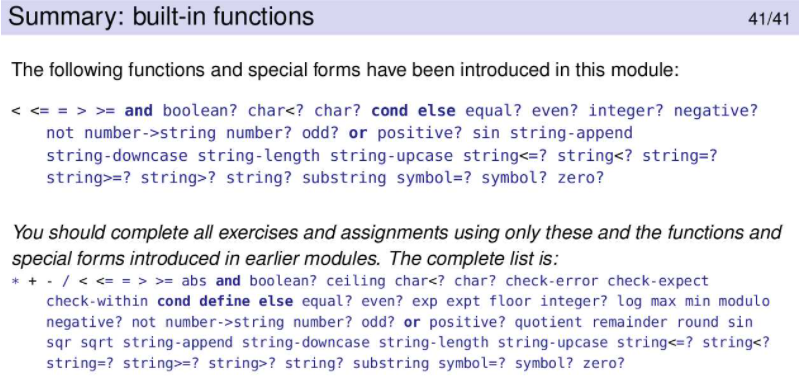 Summary: built-in functions 41/41
The following functions and special forms have been introduced in this module:
< <= = > >= and boolean? char<? char? cond else equal? even? integer? negative?
not number->string number? odd? or positive? sin string-append
string-downcase string-length string-upcase string<=? string<? string=?
string>=? string>? string? substring symbol=? symbol? zero?
You should complete all exercises and assignments using only these and the functions and
special forms introduced in earlier modules. The complete list is:
* + - / < <= = > >= abs and boolean? ceiling char<? char? check-error check-expect
check-within cond define else equal? even? exp expt floor integer? log max min modulo
negative? not number->string number? odd? or positive? quotient remainder round sin
sqr sqrt string-append string-downcase string-length string-upcase string<=? string<?
string=? string>=? string>? string? substring symbol=? symbol? zero?